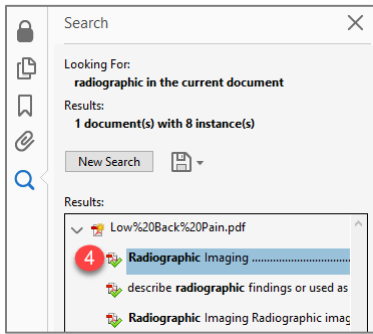 Search
Looking For:
radiographic in the current document
Results:
1 document(s) with 8 instance(s)
New Search
Results:
Low%20Back%20Pain.pdf
4 Radiographic Imaging ................................
describe radiographic findings or used as
Radiographic Imaging Radiographic imag